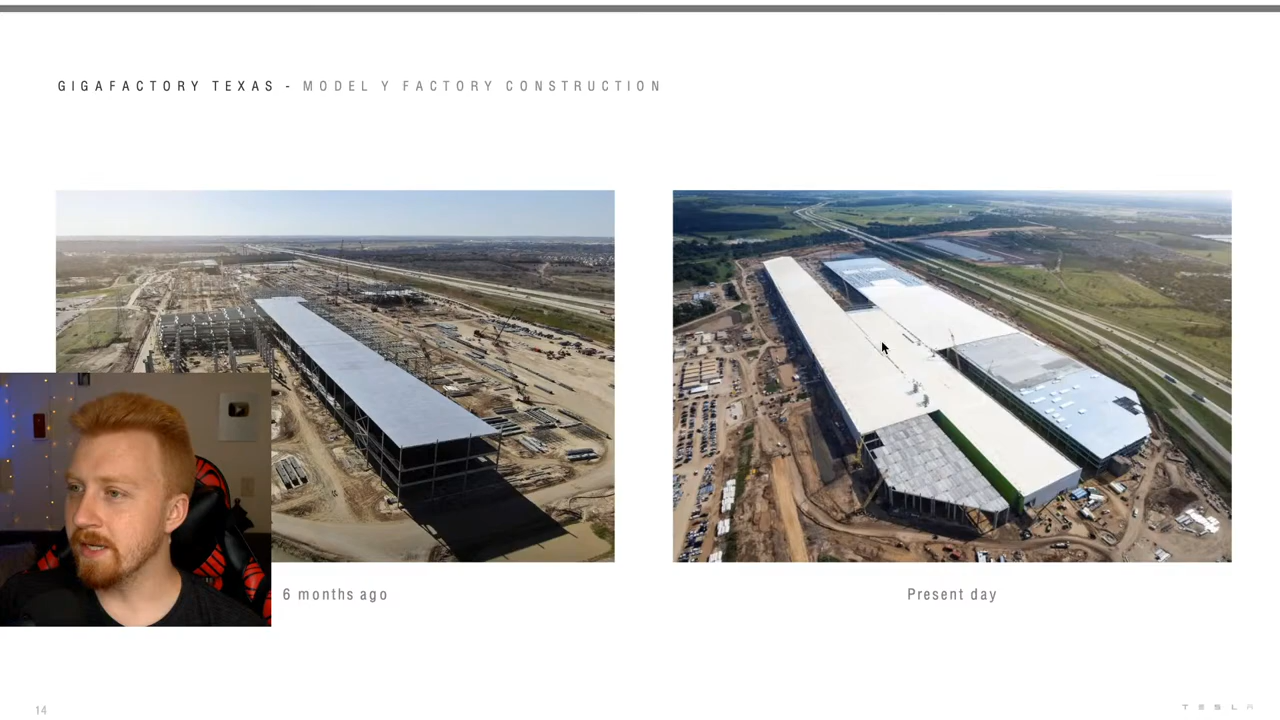 GIGAFACTORY TEXAS - MODEL Y FACTORY CONSTRUCTION
6 months ago
Present day
14
TESLA